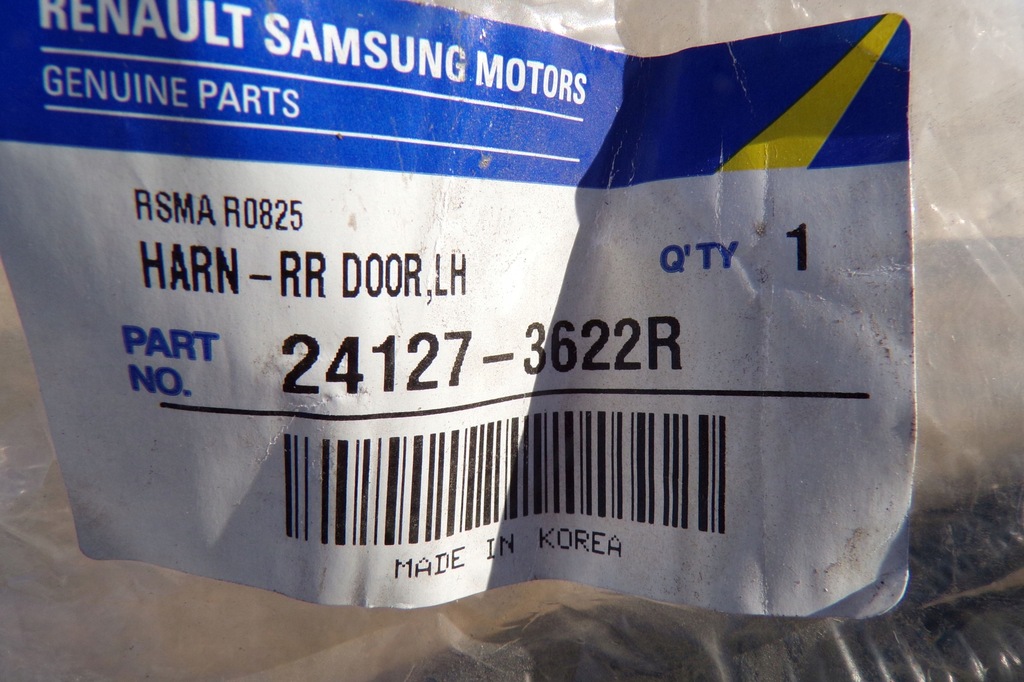 RENAULT SAMSUNG MOTORS
GENUINE PARTS
RSMA R0825
HARN-RR DOOR,LH
Q'TY 1
PART NO. 24127-3622R
MADE IN KOREA